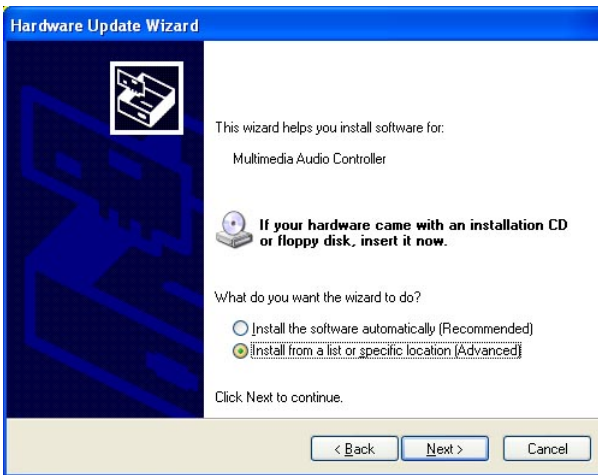 Hardware Update Wizard
This wizard helps you install software for:
Multimedia Audio Controller
If your hardware came with an installation CD
or floppy disk, insert it now.
What do you want the wizard to do?
Install the software automatically (Recommended)
Install from a list or specific location (Advanced)
Click Next to continue.
< Back Next > Cancel